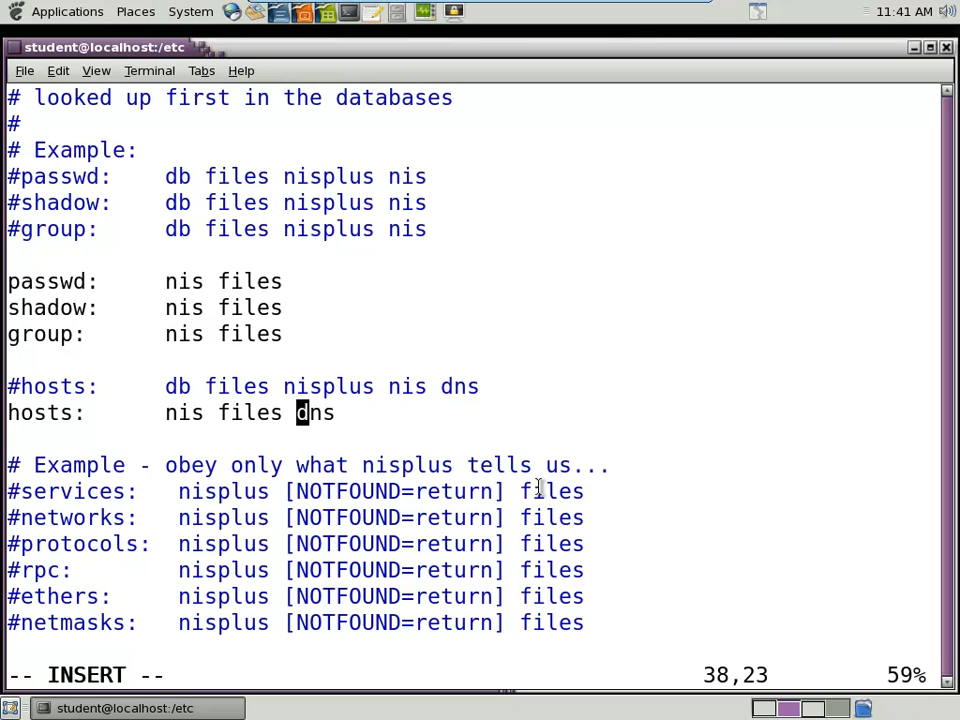 Applications Places System 11:41 AM
student@localhost:/etc
File Edit View Terminal Tabs Help
# looked up first in the databases
#
# Example:
#passwd:    db files nisplus nis
#shadow:    db files nisplus nis
#group:     db files nisplus nis
passwd:     nis files
shadow:     nis files
group:      nis files
#hosts:     db files nisplus nis dns
hosts:      nis files dns
# Example - obey only what nisplus tells us...
#services:   nisplus [NOTFOUND=return] files
#networks:   nisplus [NOTFOUND=return] files
#protocols:  nisplus [NOTFOUND=return] files
#rpc:        nisplus [NOTFOUND=return] files
#ethers:     nisplus [NOTFOUND=return] files
#netmasks:   nisplus [NOTFOUND=return] files
-- INSERT -- 38,23 59%
student@localhost:/etc